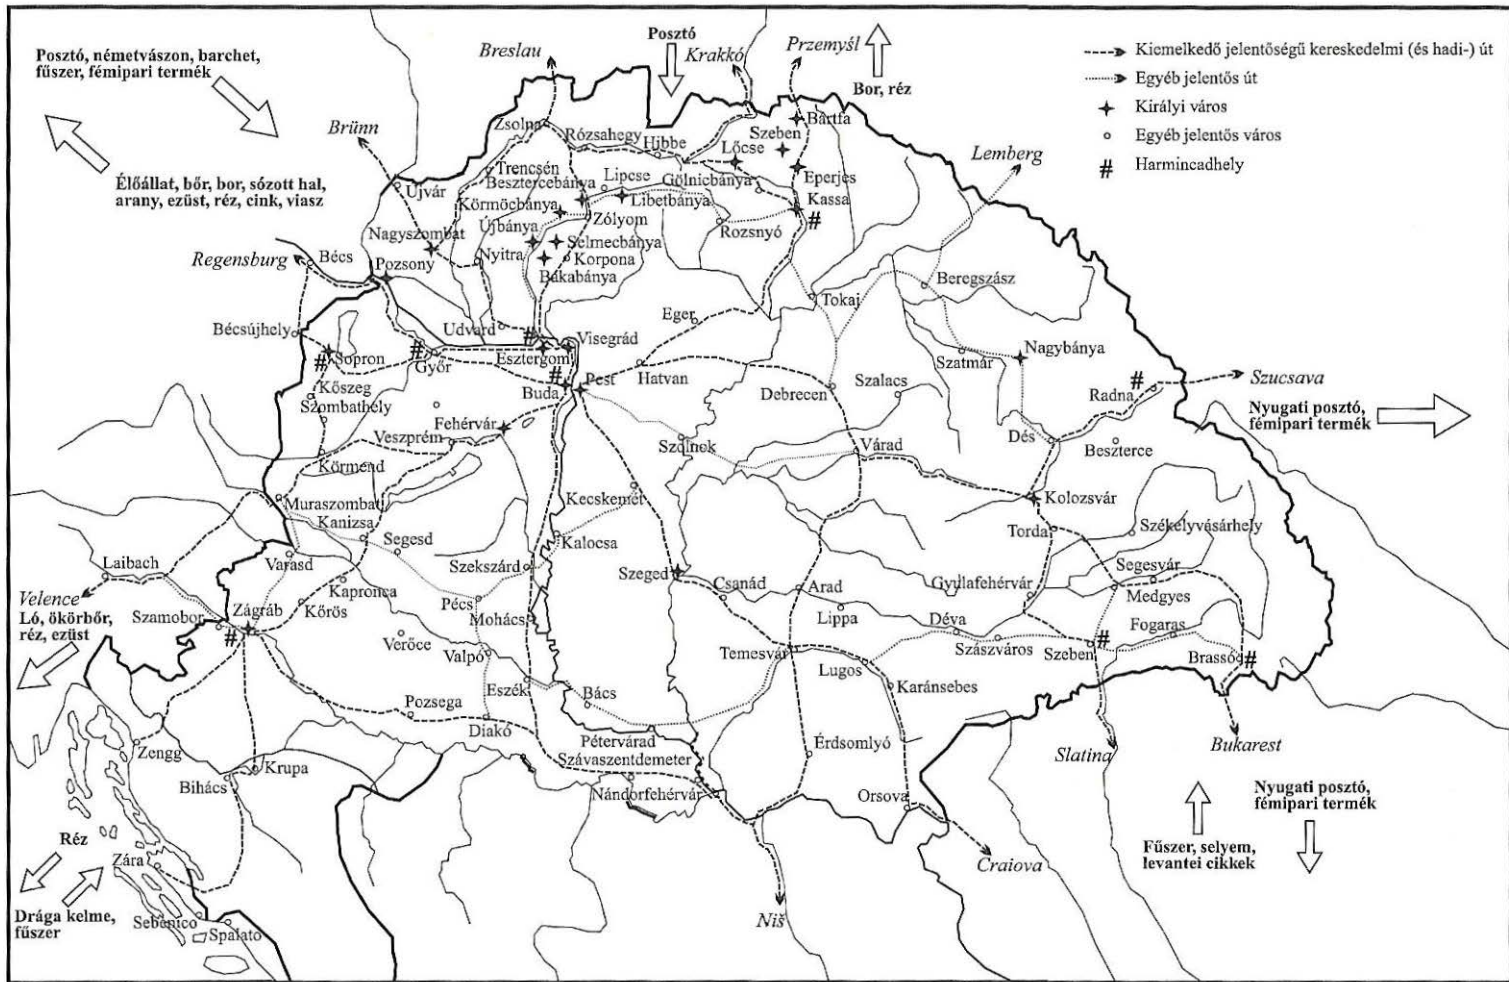 Posztó, németvászon, barchet,
fűszer, fémipari termék
Breslau
Posztó
Krakkó
Przemyśl
Bor, réz
Kiemelkedő jelentőségű kereskedelmi (és hadi-) út
Egyéb jelentős út
Királyi város
Egyéb jelentős város
Harmincadhely
Brünn
Zsolna
Rózsahegy
Hibbe
Szeben
Bártfa
Lőcse
Lemberg
Élőállat, bőr, bor, sózott hal,
arany, ezüst, réz, cink, viasz
Újvár
Trencsén
Besztercebánya
Lipcse
Gölnicbánya
Eperjes
Körmöcbánya
Libetbánya
Kassa
Nagyszombat
Újbánya
Zólyom
Rozsnyó
Nyitra
Selmecbánya
Korpona
Bakabánya
Regensburg
Bécs
Pozsony
Tokaj
Beregszász
Bécsújhely
Udvard
Visegrád
Eger
Sopron
Győr
Esztergom
Hatvan
Szatmár
Nagybánya
Kőszeg
Buda
Pest
Debrecen
Szalacs
Radna
Szucsava
Szombathely
Nyugati posztó,
fémipari termék
Fehérvár
Veszprém
Szolnok
Várad
Dés
Beszterce
Körmend
Muraszombat
Kanizsa
Kecskemét
Kolozsvár
Segesd
Kalocsa
Torda
Székelyvásárhely
Laibach
Varasd
Szekszárd
Szeged
Csanád
Arad
Gyulafehérvár
Segesvár
Medgyes
Velence
Ló, ökörbőr,
réz, ezüst
Szamobor
Zágráb
Kőrös
Kapronca
Pécs
Mohács
Lippa
Déva
Fogaras
Verőce
Valpó
Temesvár
Lugos
Szászváros
Szeben
Brassó
Eszék
Bács
Karánsebes
Pozsega
Diakó
Zengg
Pétervárad
Szávaszentdemeter
Érdsomlyó
Slatina
Bukarest
Bihács
Krupa
Nándorfehérvár
Orsova
Nyugati posztó,
fémipari termék
Réz
Zára
Fűszer, selyem,
levantei cikkek
Craiova
Drága kelme,
fűszer
Sebenico
Spalato
Niš